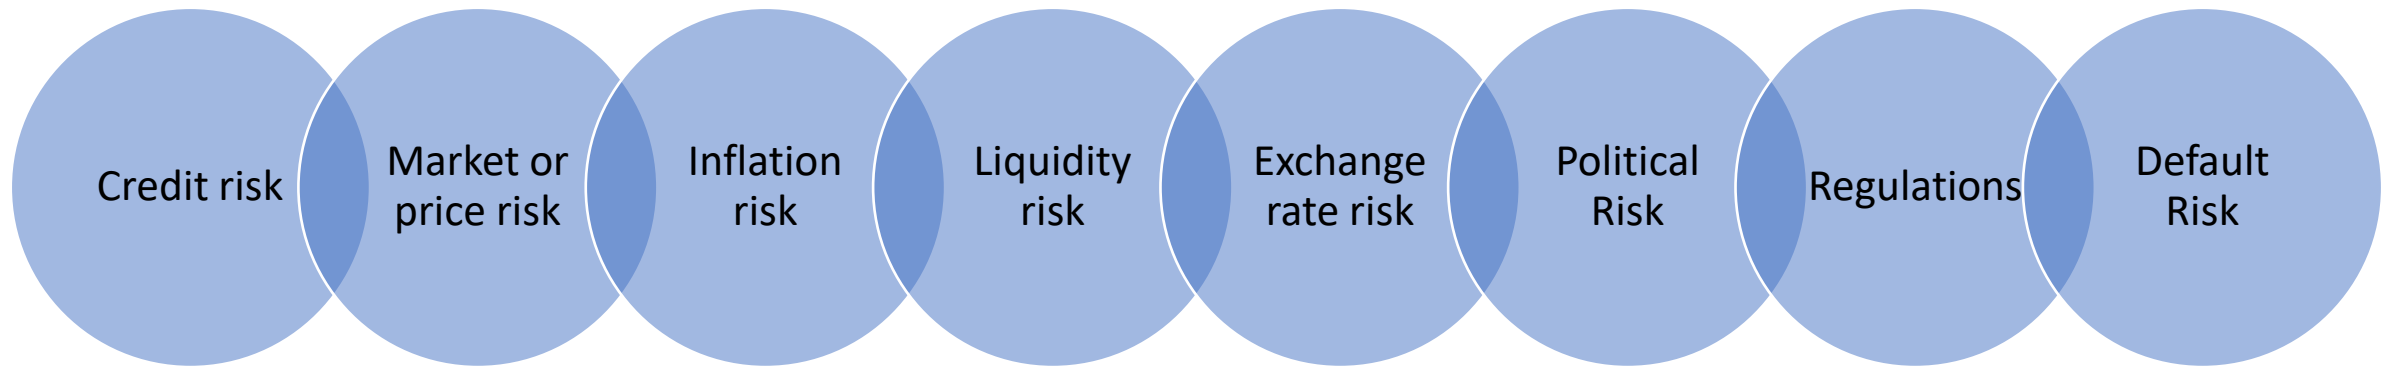 Credit risk
Market or
price risk
Inflation
risk
Liquidity
risk
Exchange
rate risk
Political
Risk
Regulations
Default
Risk